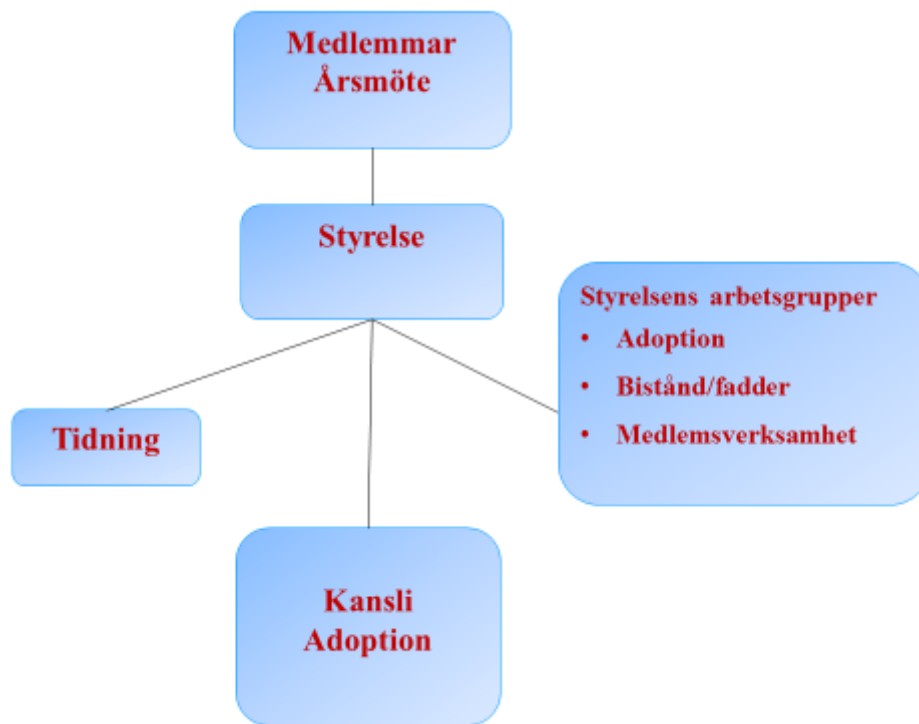 Medlemmar
Årsmöte
Styrelse
Styrelsens arbetsgrupper
• Adoption
• Bistånd/fadder
• Medlemsverksamhet
Tidning
Kansli
Adoption